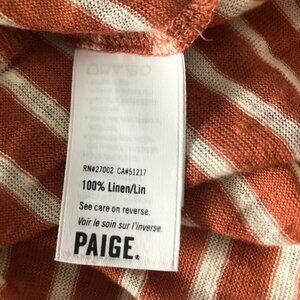 RN#27002 CA#51217
100% Linen/Lin
See care on reverse.
Voir le soin sur l'inverse.
PAIGE®